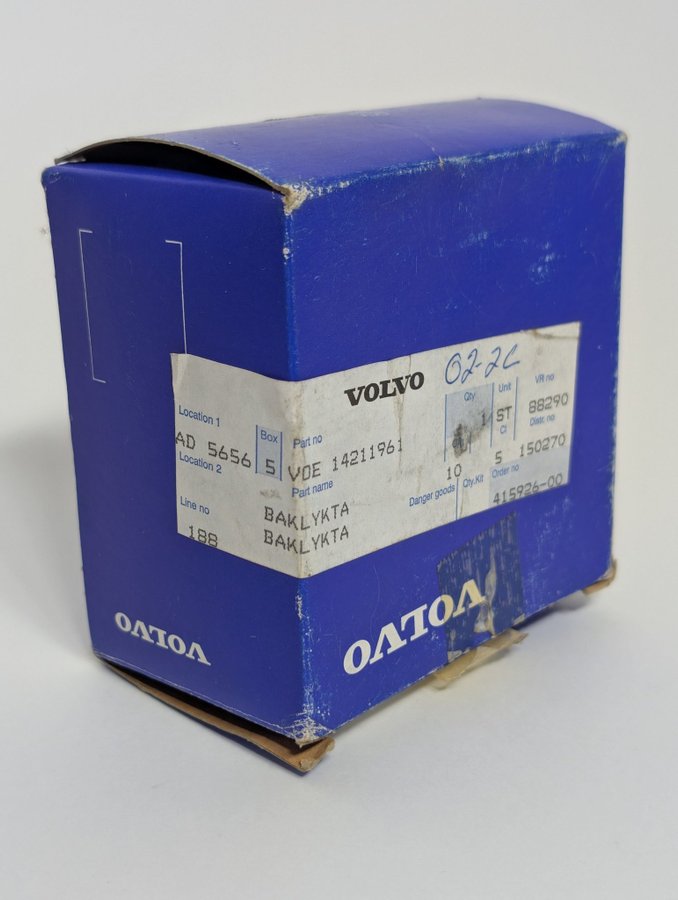 VOLVO 02-2C
Location 1
AD 5656
Location 2
Box
5
Part no
VOE 14211961
Part name
BAKLYKTA
BAKLYKTA
Line no
188
Qty
1
Unit
ST
VR no
88290
Cl
5
Distr. no
150270
10
Danger goods
Qty.Kit
Order no
415926-00
VOLVO
VOLVO